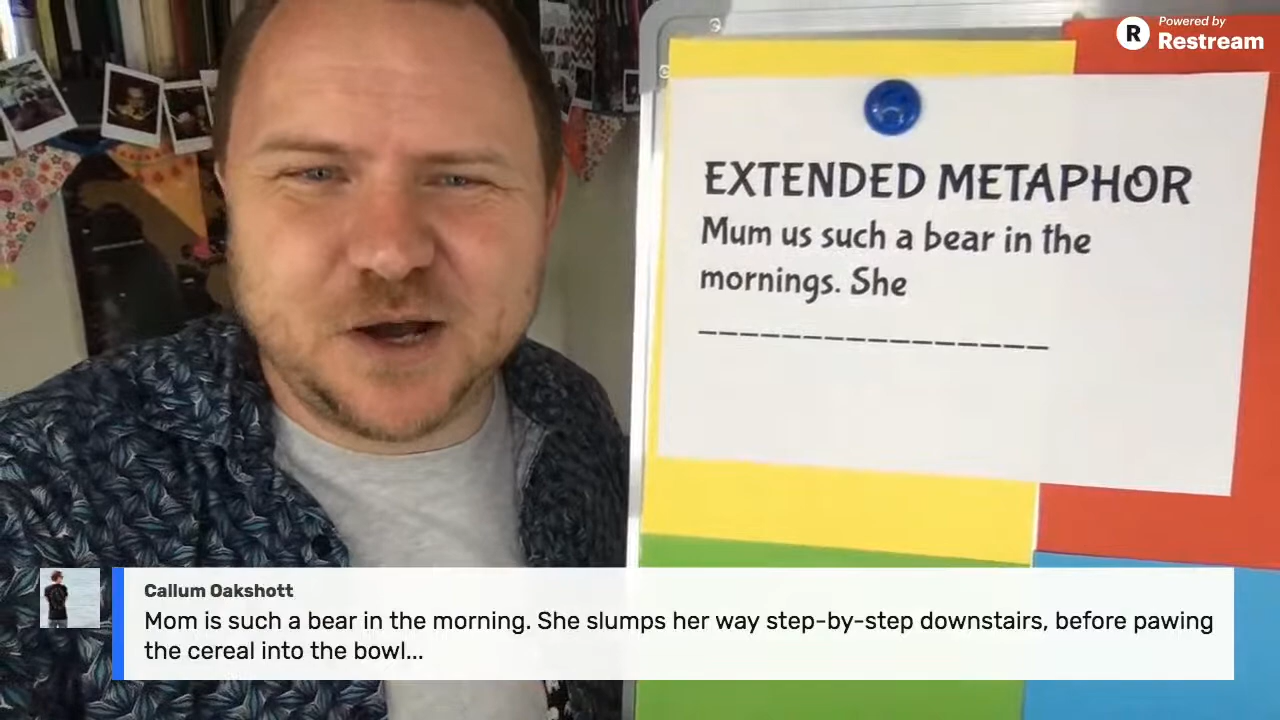 Powered by
R Restream
EXTENDED METAPHOR
Mum us such a bear in the
mornings. She
_________________
Callum Oakshott
Mom is such a bear in the morning. She slumps her way step-by-step downstairs, before pawing
the cereal into the bowl...